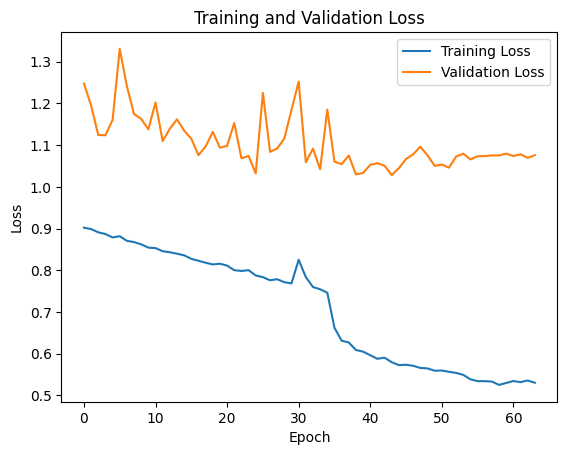 Training and Validation Loss
Training Loss
Validation Loss
1.3
1.2
1.1
1.0
0.9
0.8
0.7
0.6
0.5
Loss
0 10 20 30 40 50 60
Epoch